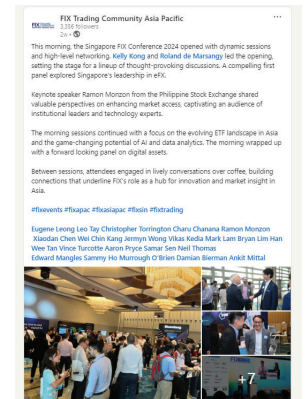 FIX Trading Community Asia Pacific
3,356 followers
2w •
This morning, the Singapore FIX Conference 2024 opened with dynamic sessions
and high-level networking. Kelly Kong and Roland de Marsangy led the opening,
setting the stage for a lineup of thought-provoking discussions. A compelling first
panel explored Singapore's leadership in eFX.
Keynote speaker Ramon Monzon from the Philippine Stock Exchange shared
valuable perspectives on enhancing market access, captivating an audience of
institutional leaders and technology experts.
The morning sessions continued with a focus on the evolving ETF landscape in Asia
and the game-changing potential of AI and data analytics. The morning wrapped up
with a forward looking panel on digital assets.
Between sessions, attendees engaged in lively conversations over coffee, building
connections that underline FIX's role as a hub for innovation and market insight in
Asia.
#fixevents #fixapac #fixasiapac #fixsin #fixtrading
Eugene Leong Leo Tay Christopher Torrington Charu Chanana Ramon Monzon
Xiaodan Chen Wei Chin Kang Jermyn Wong Vikas Kedia Mark Lam Bryan Lim Han
Wee Tan Vince Turcotte Aaron Pryce Samar Sen Neil Thomas
Edward Mangles Sammy Ho Murrough O'Brien Damian Bierman Ankit Mittal
+7